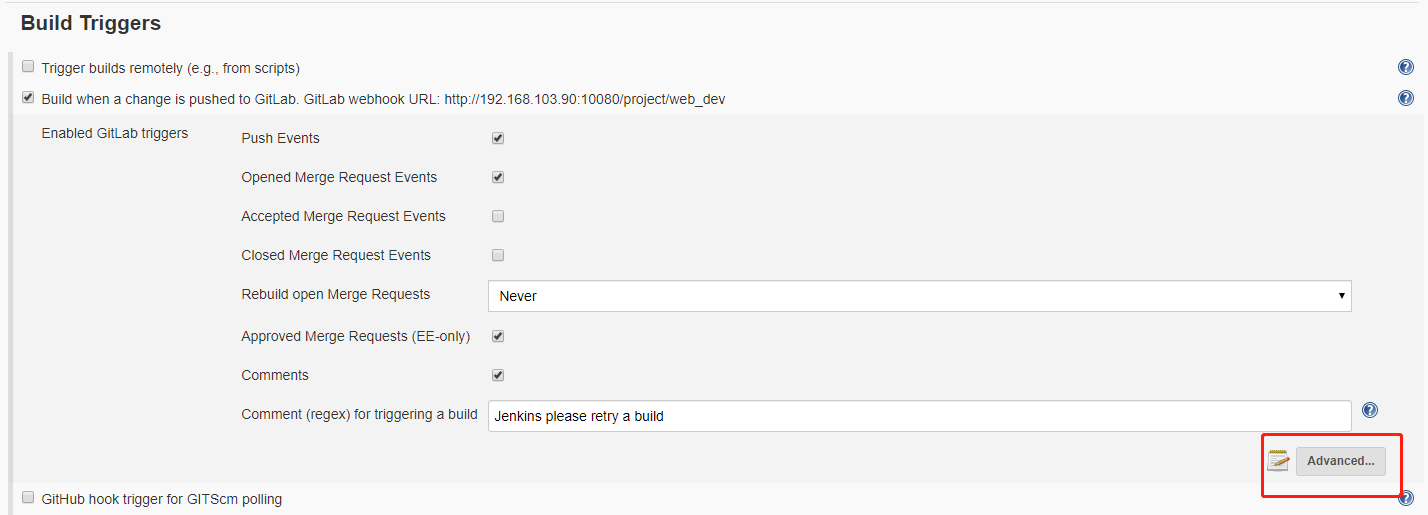 Build Triggers
Trigger builds remotely (e.g., from scripts)
Build when a change is pushed to GitLab. GitLab webhook URL: http://192.168.103.90:10080/project/web_dev
Enabled GitLab triggers
Push Events
Opened Merge Request Events
Accepted Merge Request Events
Closed Merge Request Events
Rebuild open Merge Requests Never
Approved Merge Requests (EE-only)
Comments
Comment (regex) for triggering a build Jenkins please retry a build
Advanced...
GitHub hook trigger for GITScm polling